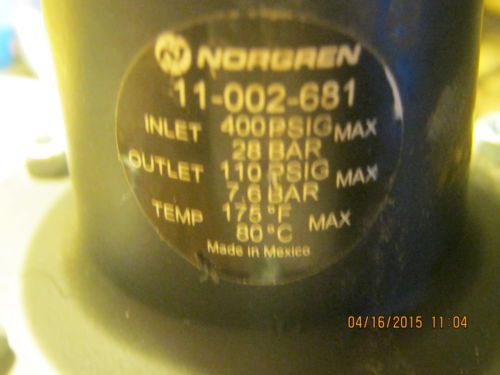 NORGREN
11-002-681
INLET 400 PSIG MAX
28 BAR
OUTLET 110 PSIG MAX
7,6 BAR
TEMP 175°F MAX
80°C
Made in Mexico
04/16/2015 11:04